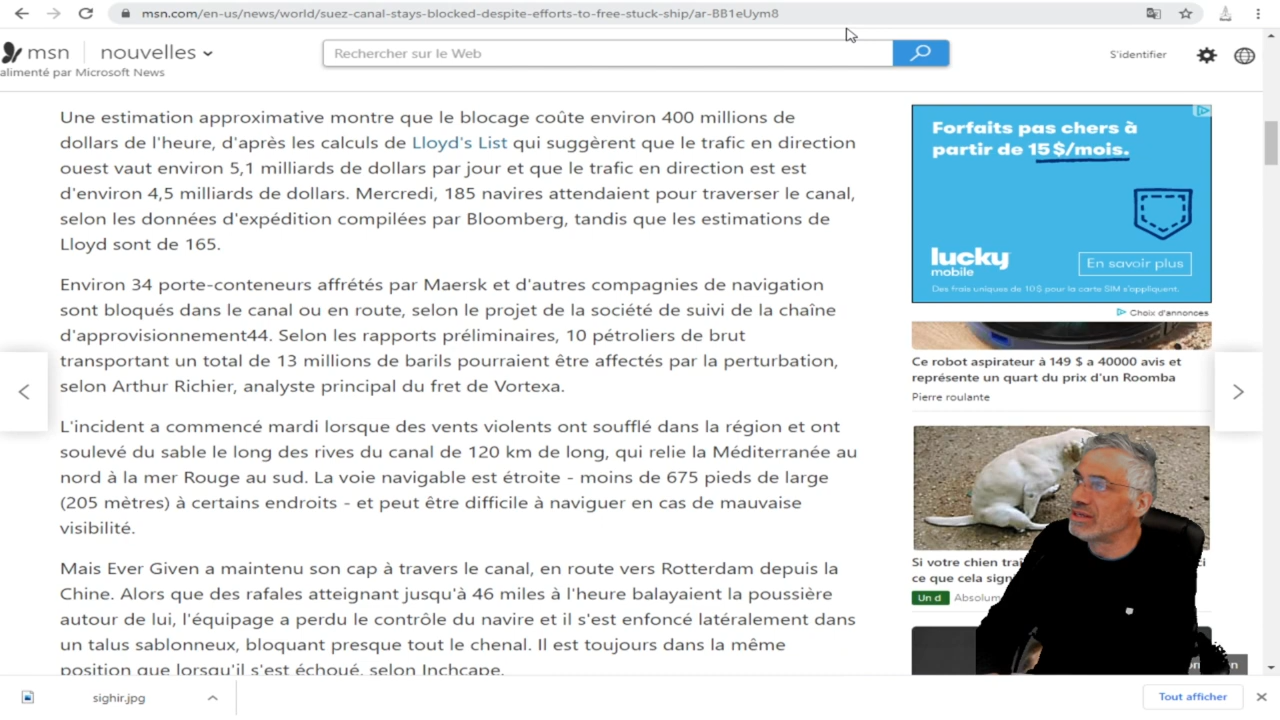 msn.com/en-us/news/world/suez-canal-stays-blocked-despite-efforts-to-free-stuck-ship/ar-BB1eUym8
msn nouvelles
alimenté par Microsoft News
Rechercher sur le Web
S'identifier
Une estimation approximative montre que le blocage coûte environ 400 millions de
dollars de l'heure, d'après les calculs de Lloyd's List qui suggérent que le trafic en direction
ouest vaut environ 5,1 milliards de dollars par jour et que le trafic en direction est est
d'environ 4,5 milliards de dollars. Mercredi, 185 navires attendaient pour traverser le canal,
selon les données d'expédition compilées par Bloomberg, tandis que les estimations de
Lloyd sont de 165.
Environ 34 porte-conteneurs affrétés par Maersk et d'autres compagnies de navigation
sont bloqués dans le canal ou en route, selon le projet de la société de suivi de la chaîne
d'approvisionnement44. Selon les rapports préliminaires, 10 pétroliers de brut
transportant un total de 13 millions de barils pourraient être affectés par la perturbation,
selon Arthur Richier, analyste principal du fret de Vortexa.
L'incident a commencé mardi lorsque des vents violents ont soufflé dans la région et ont
soulevé du sable le long des rives du canal de 120 km de long, qui relie la Méditerranée au
nord à la mer Rouge au sud. La voie navigable est étroite - moins de 675 pieds de large
(205 mètres) à certains endroits - et peut être difficile à naviguer en cas de mauvaise
visibilité.
Mais Ever Given a maintenu son cap à travers le canal, en route vers Rotterdam depuis la
Chine. Alors que des rafales atteignant jusqu'à 46 miles à l'heure balayaient la poussière
autour de lui, l'équipage a perdu le contrôle du navire et il s'est enfoncé latéralement dans
un talus sablonneux, bloquant presque tout le chenal. Il est toujours dans la même
position que lorsqu'il s'est échoué, selon Inchcape.
Forfaits pas chers à
partir de 15 $/mois.
lucky
mobile
En savoir plus
Des frais uniques de 10 $ pour la carte SIM s'appliquent.
Choix d'annonces
Ce robot aspirateur à 149 $ a 40000 avis et
représente un quart du prix d'un Roomba
Pierre roulante
Si votre chien
ce que cela
Un d
sighir.jpg
Tout afficher